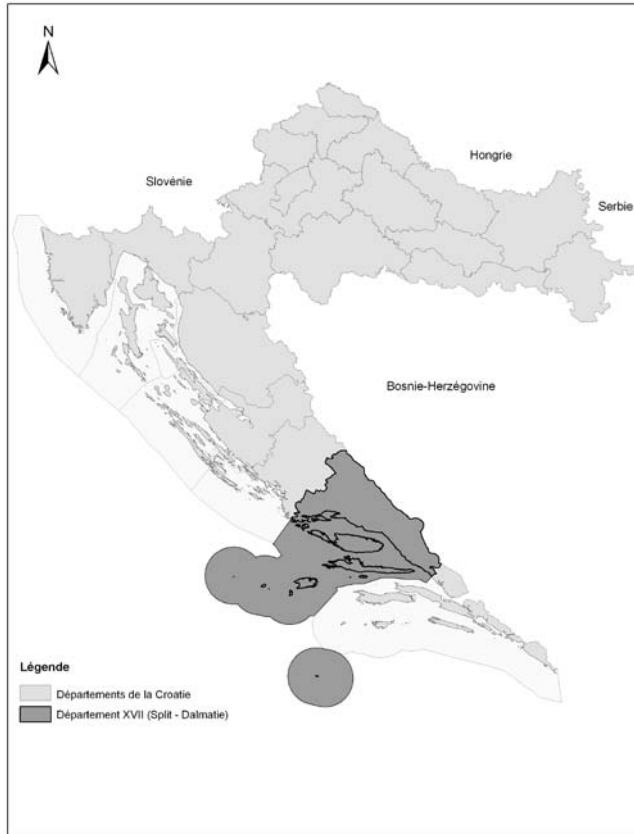 N
Hongrie
Slovénie
Serbie
Bosnie-Herzégovine
Légende
Départements de la Croatie
Département XVII (Split - Dalmatie)